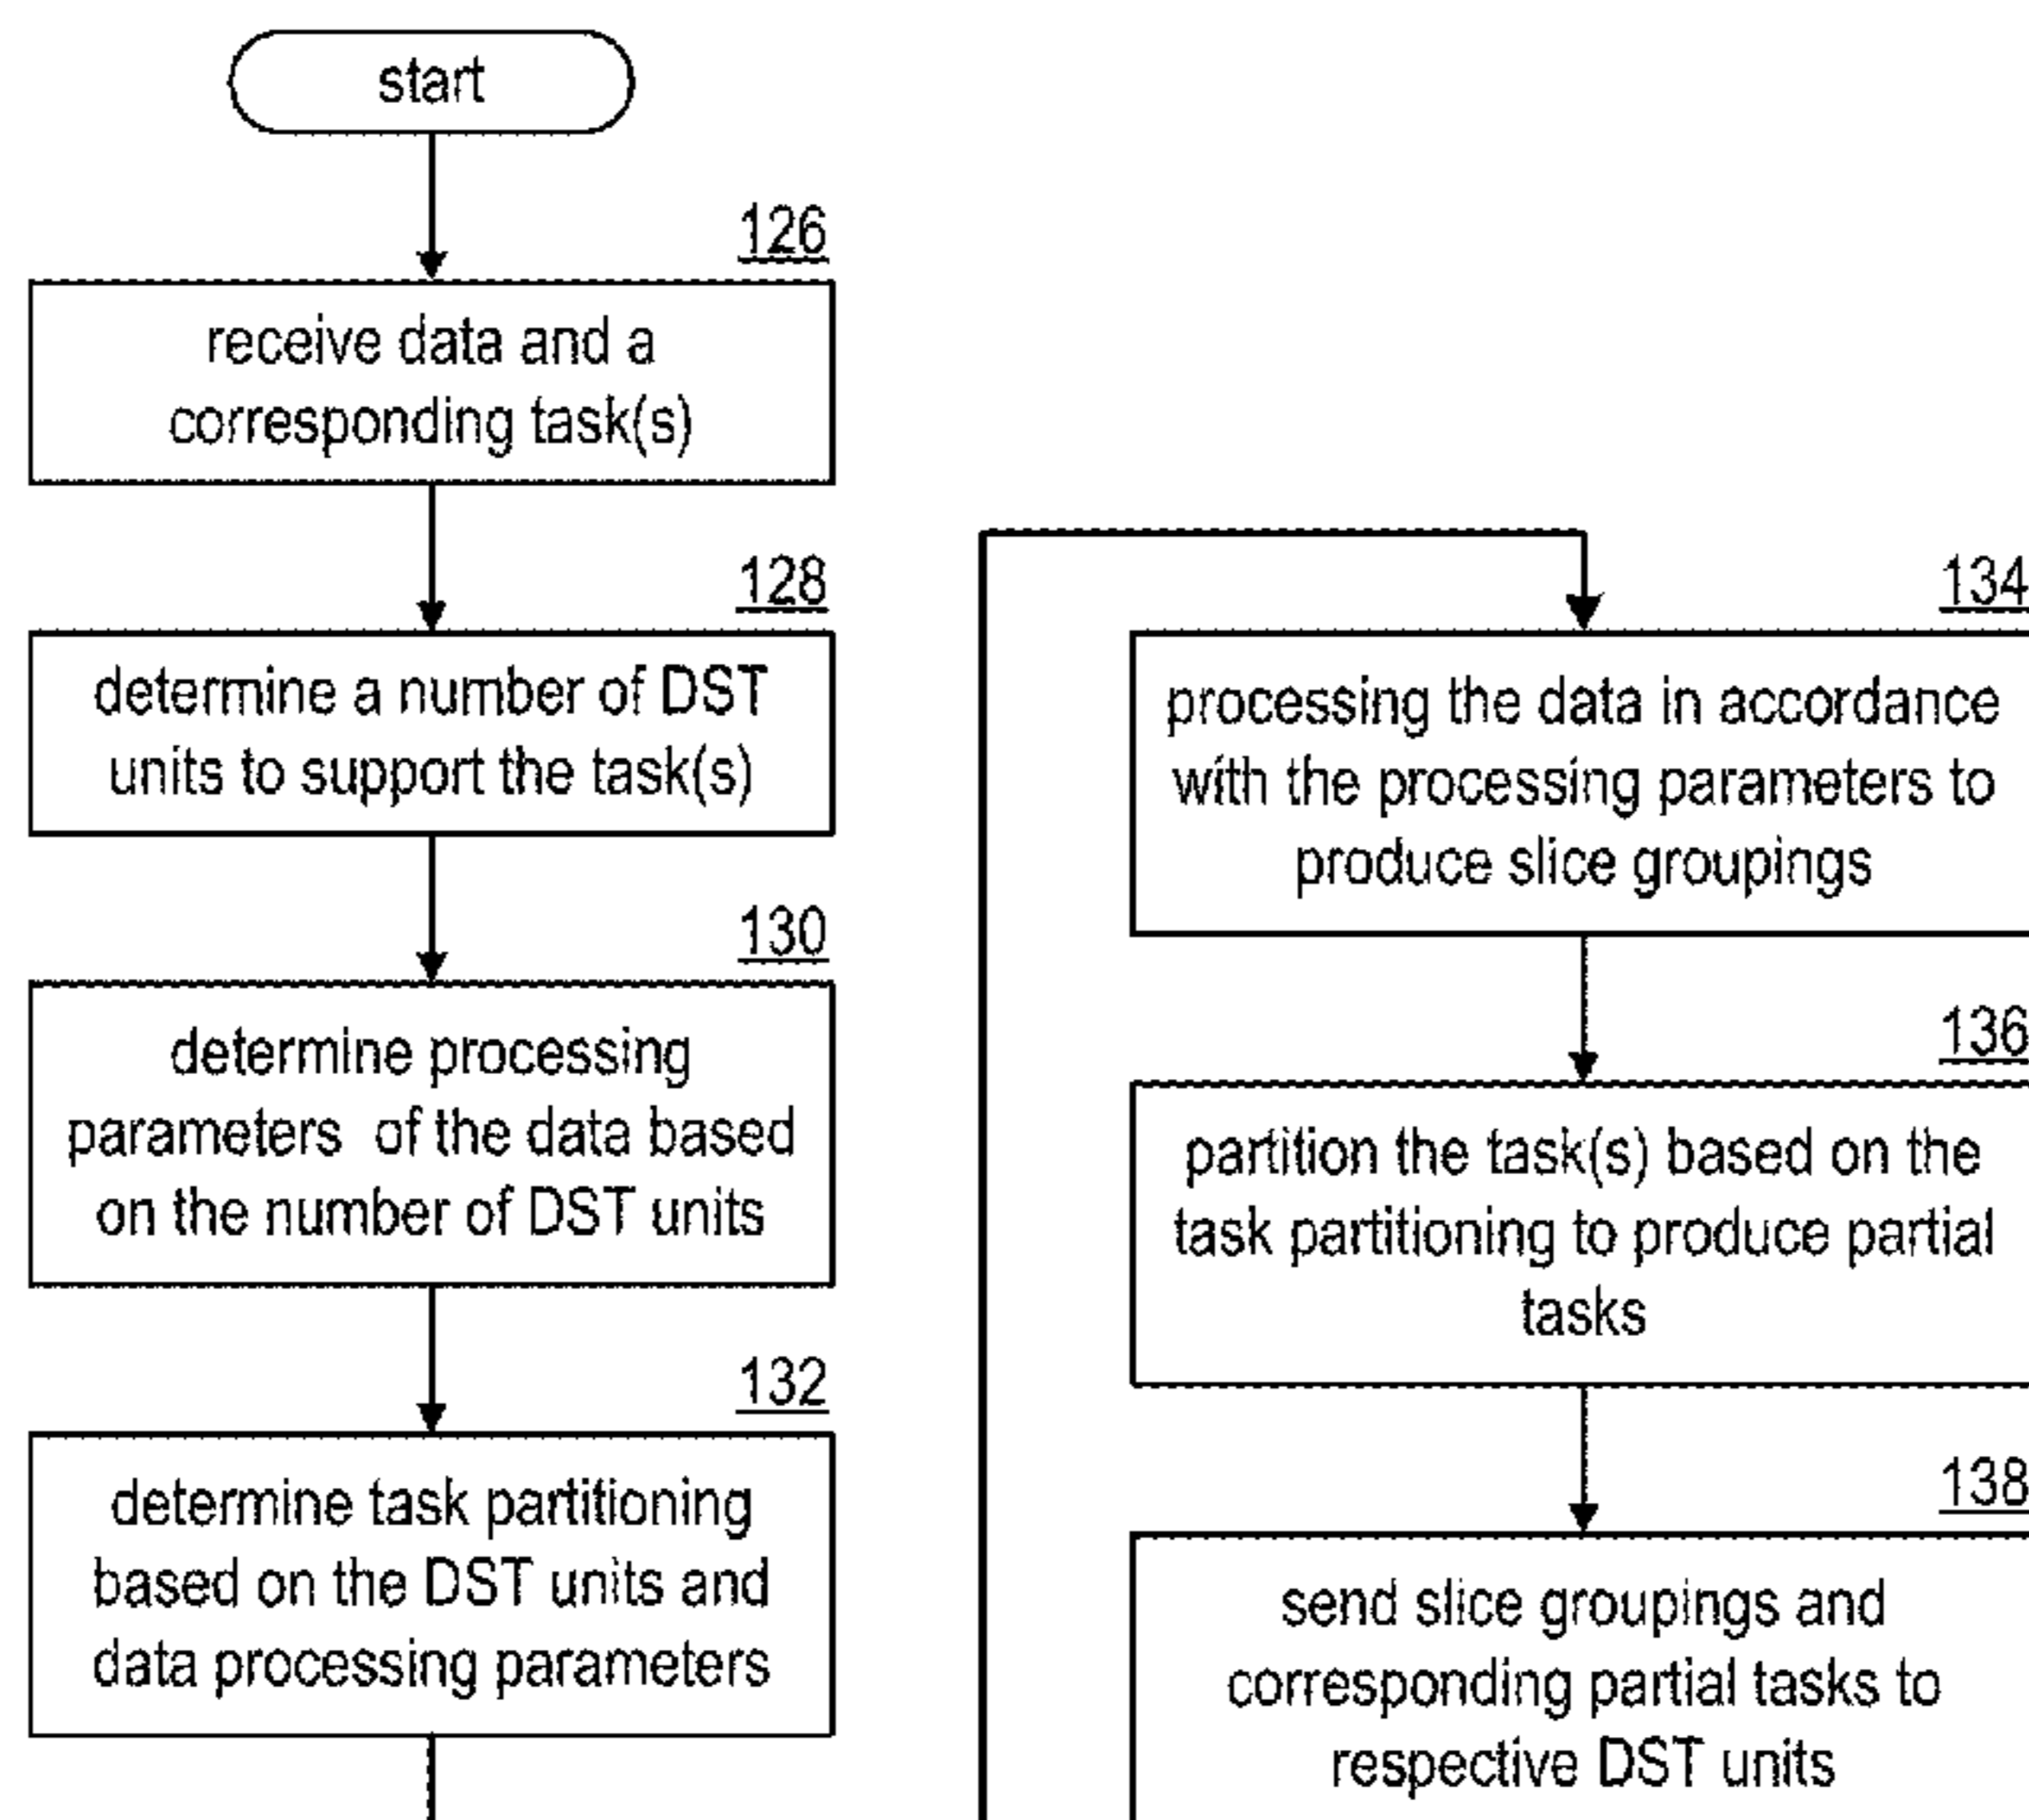 start
126
receive data and a
corresponding task(s)
128
determine a number of DST
units to support the task(s)
130
determine processing
parameters of the data based
on the number of DST units
132
determine task partitioning
based on the DST units and
data processing parameters
134
processing the data in accordance
with the processing parameters to
produce slice groupings
136
partition the task(s) based on the
task partitioning to produce partial
tasks
138
send slice groupings and
corresponding partial tasks to
respective DST units